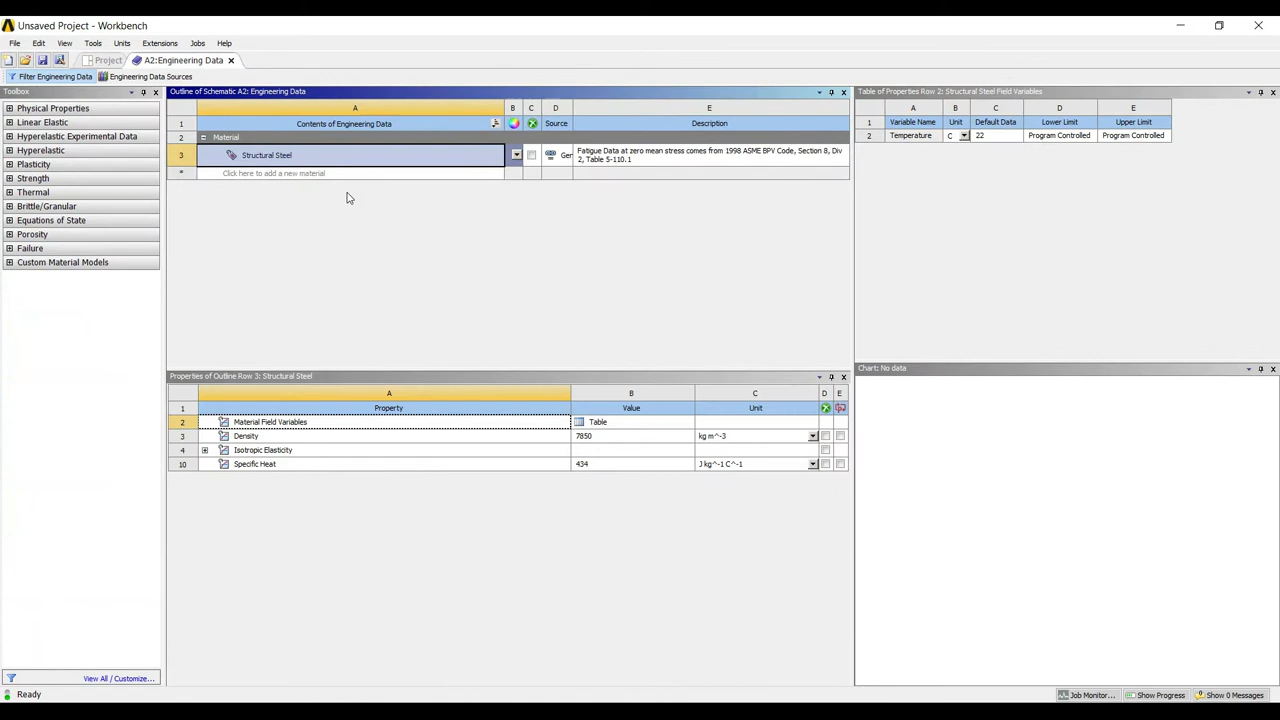 Unsaved Project - Workbench
File Edit View Tools Units Extensions Jobs Help
Project A2:Engineering Data
Filter Engineering Data Engineering Data Sources
Toolbox
Physical Properties
Linear Elastic
Hyperelastic Experimental Data
Hyperelastic
Plasticity
Strength
Thermal
Brittle/Granular
Equations of State
Porosity
Failure
Custom Material Models
View All / Customize...
Outline of Schematic A2: Engineering Data
A B C D E
1 Contents of Engineering Data Source Description
2 Material
3 Structural Steel Gen Fatigue Data at zero mean stress comes from 1998 ASME BPV Code, Section 8, Div
2, Table 5-110.1
* Click here to add a new material
Properties of Outline Row 3: Structural Steel
A B C D E
1 Property Value Unit
2 Material Field Variables Table
3 Density 7850 kg m^-3
4 Isotropic Elasticity
10 Specific Heat 434 J kg^-1 C^-1
Table of Properties Row 2: Structural Steel Field Variables
A B C D E
1 Variable Name Unit Default Data Lower Limit Upper Limit
2 Temperature C 22 Program Controlled Program Controlled
Chart: No data
Ready
Job Monitor... Show Progress Show 0 Messages